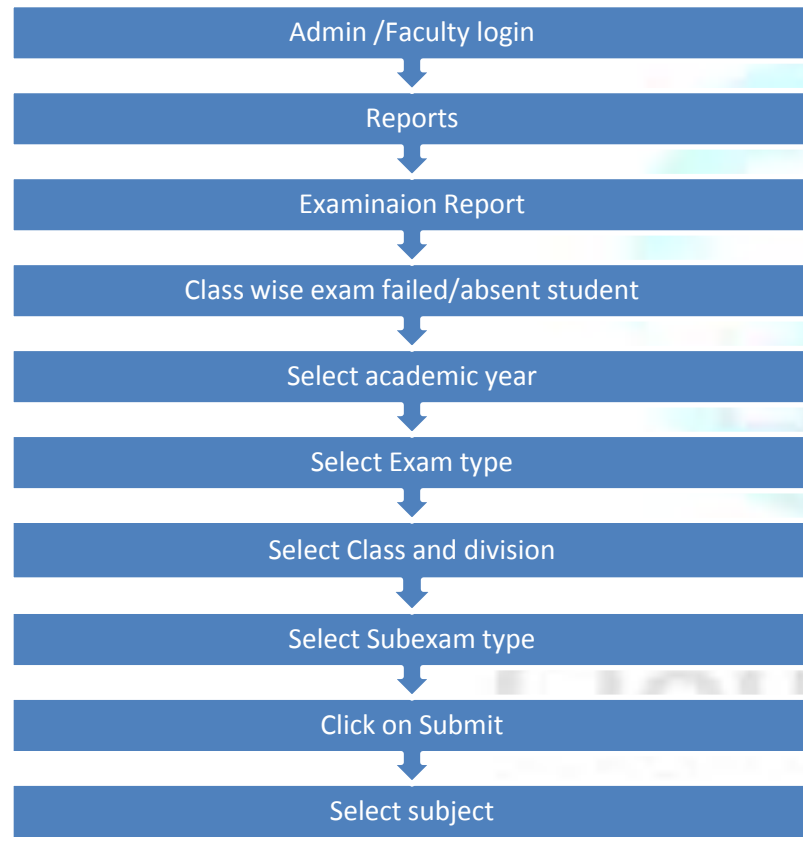 Admin /Faculty login
Reports
Examinaion Report
Class wise exam failed/absent student
Select academic year
Select Exam type
Select Class and division
Select Subexam type
Click on Submit
Select subject